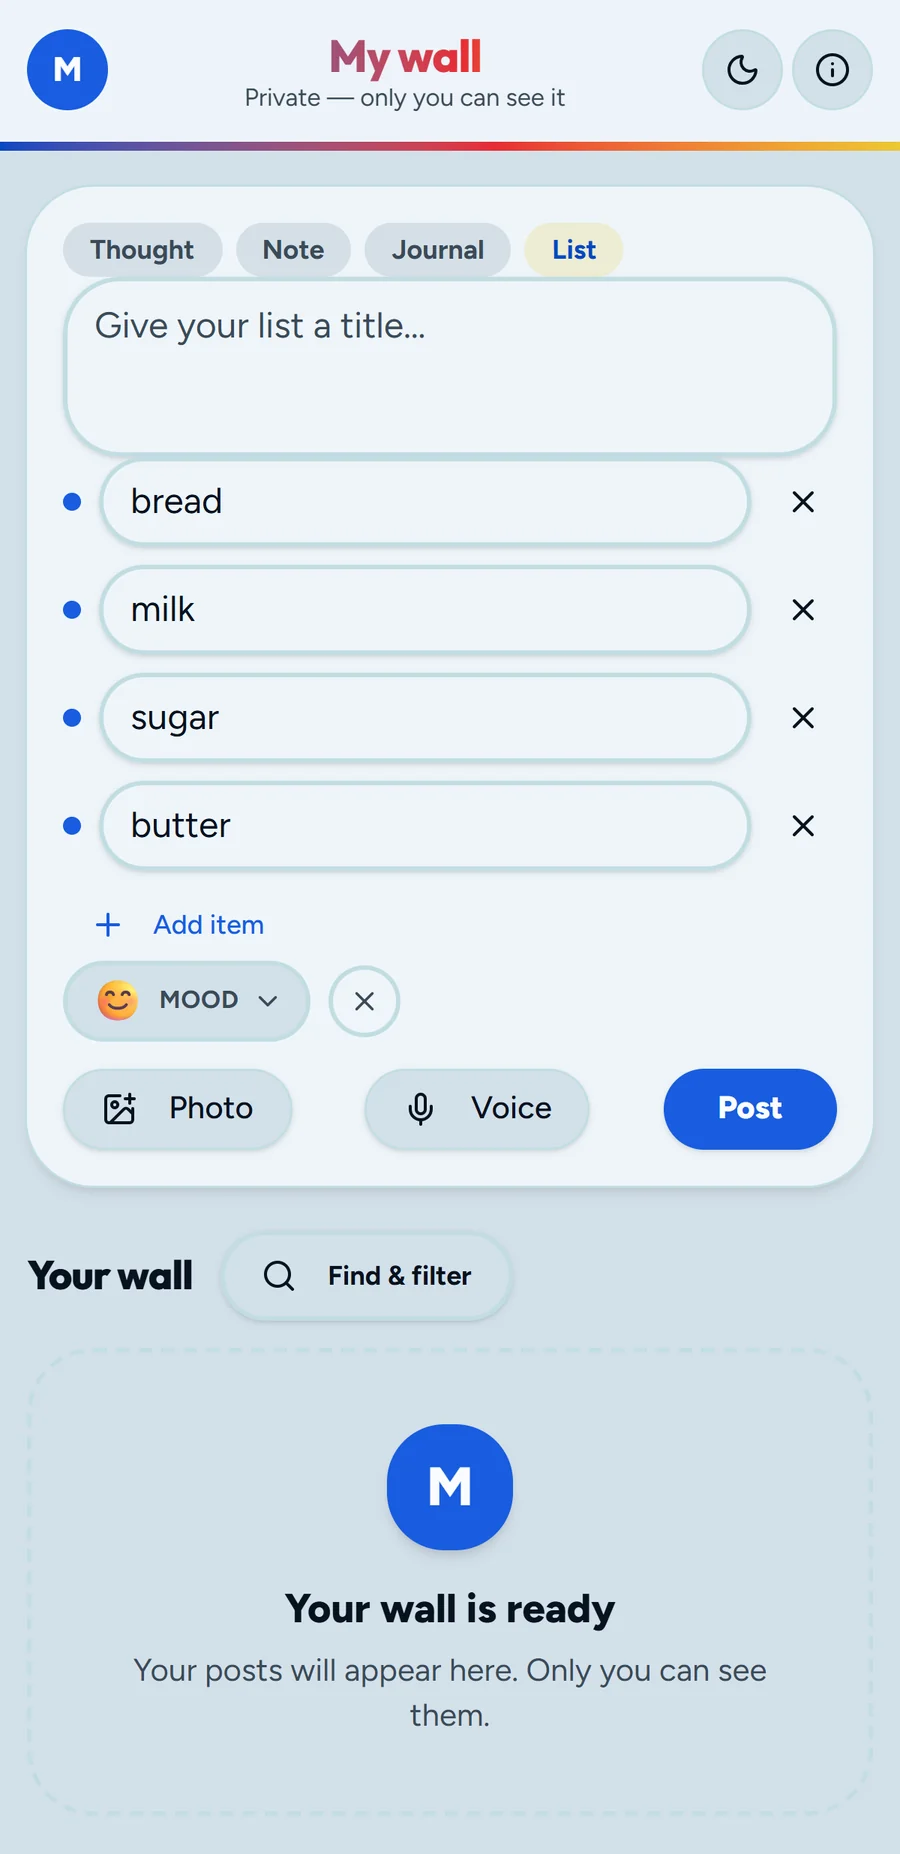 M
My wall
Private — only you can see it
Thought Note Journal List
Give your list a title...
bread
milk
sugar
butter
Add item
MOOD
Photo Voice Post
Your wall Find & filter
M
Your wall is ready
Your posts will appear here. Only you can see
them.